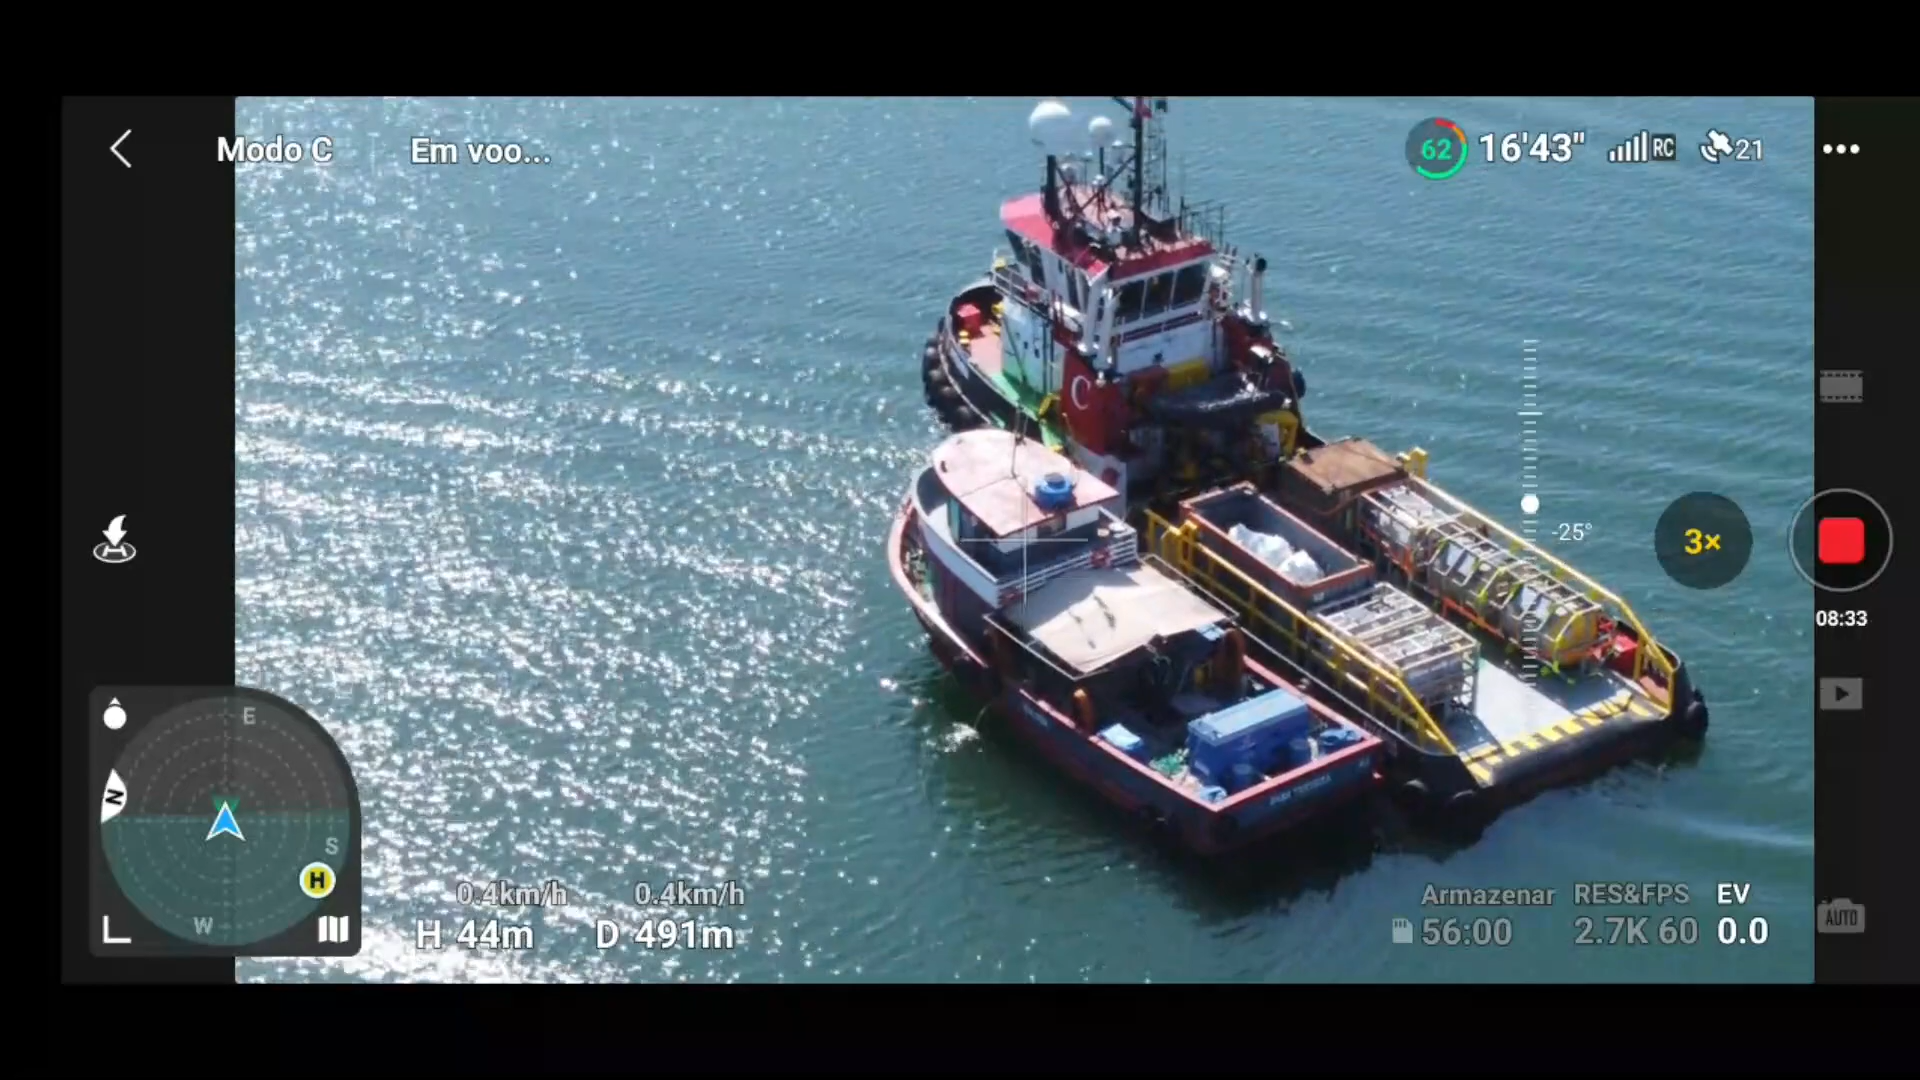 Modo C
Em voo...
62
16'43"
RC
21
C
-25°
3×
08:33
E
N
S
H
W
0.4km/h
0.4km/h
H 44m
D 491m
Armazenar
RES&FPS
EV
56:00
2.7K 60
0.0
AUTO